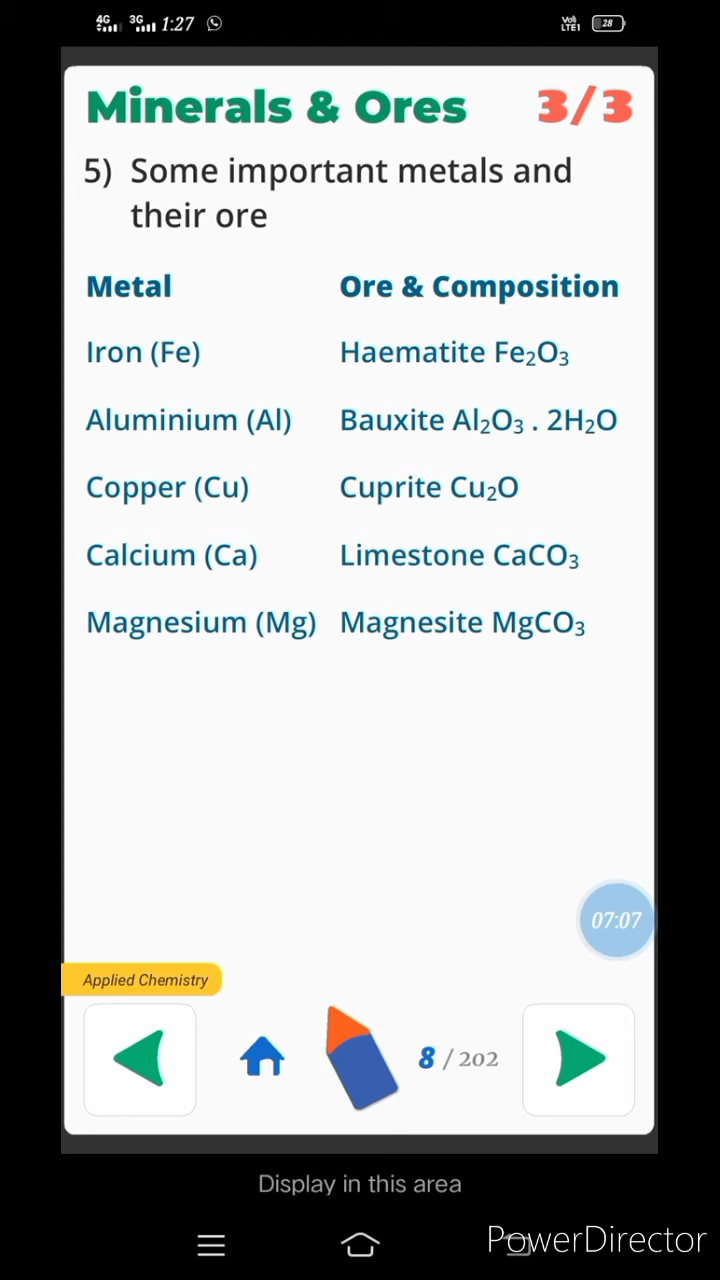 4G 3G 1:27 Vo) LTE1 28
Minerals & Ores 3/3
5) Some important metals and
their ore
Metal Ore & Composition
Iron (Fe) Haematite Fe₂O₃
Aluminium (Al) Bauxite Al₂O₃ . 2H₂O
Copper (Cu) Cuprite Cu₂O
Calcium (Ca) Limestone CaCO₃
Magnesium (Mg) Magnesite MgCO₃
07:07
Applied Chemistry
8 / 202
Display in this area
PowerDirector